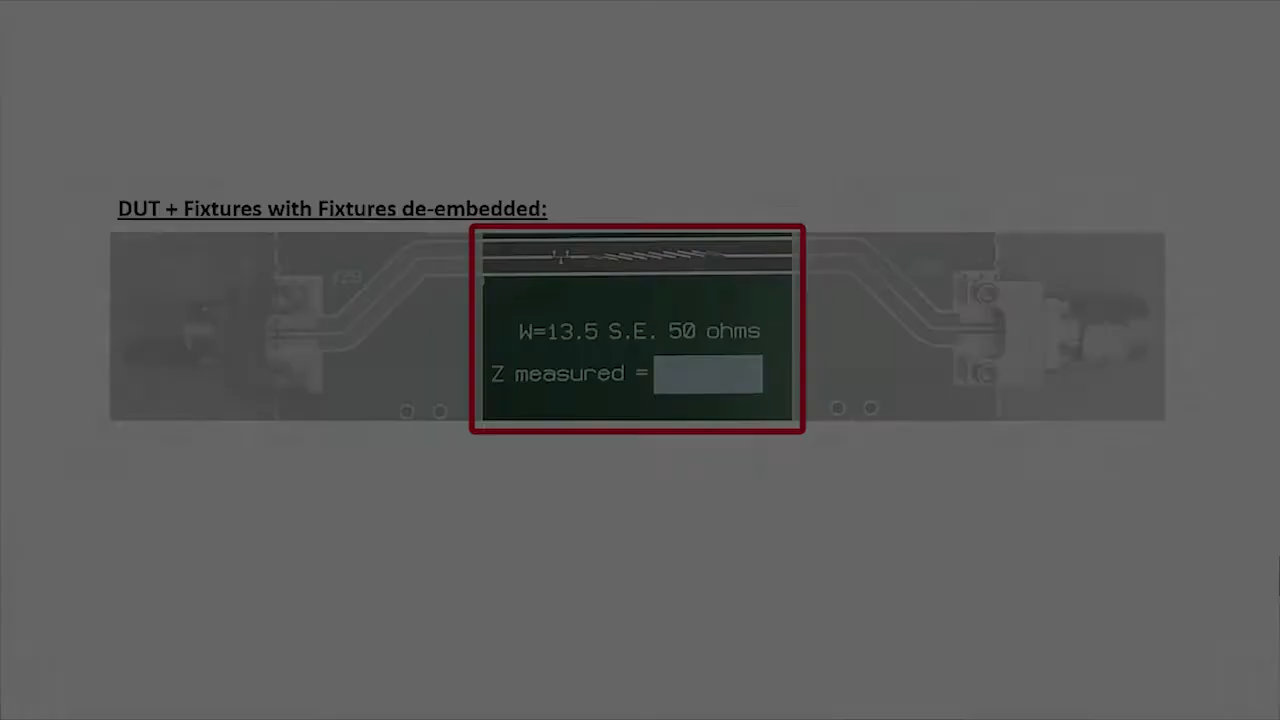 DUT + Fixtures with Fixtures de-embedded:
W=13.5 S.E. 50 ohms
Z measured =